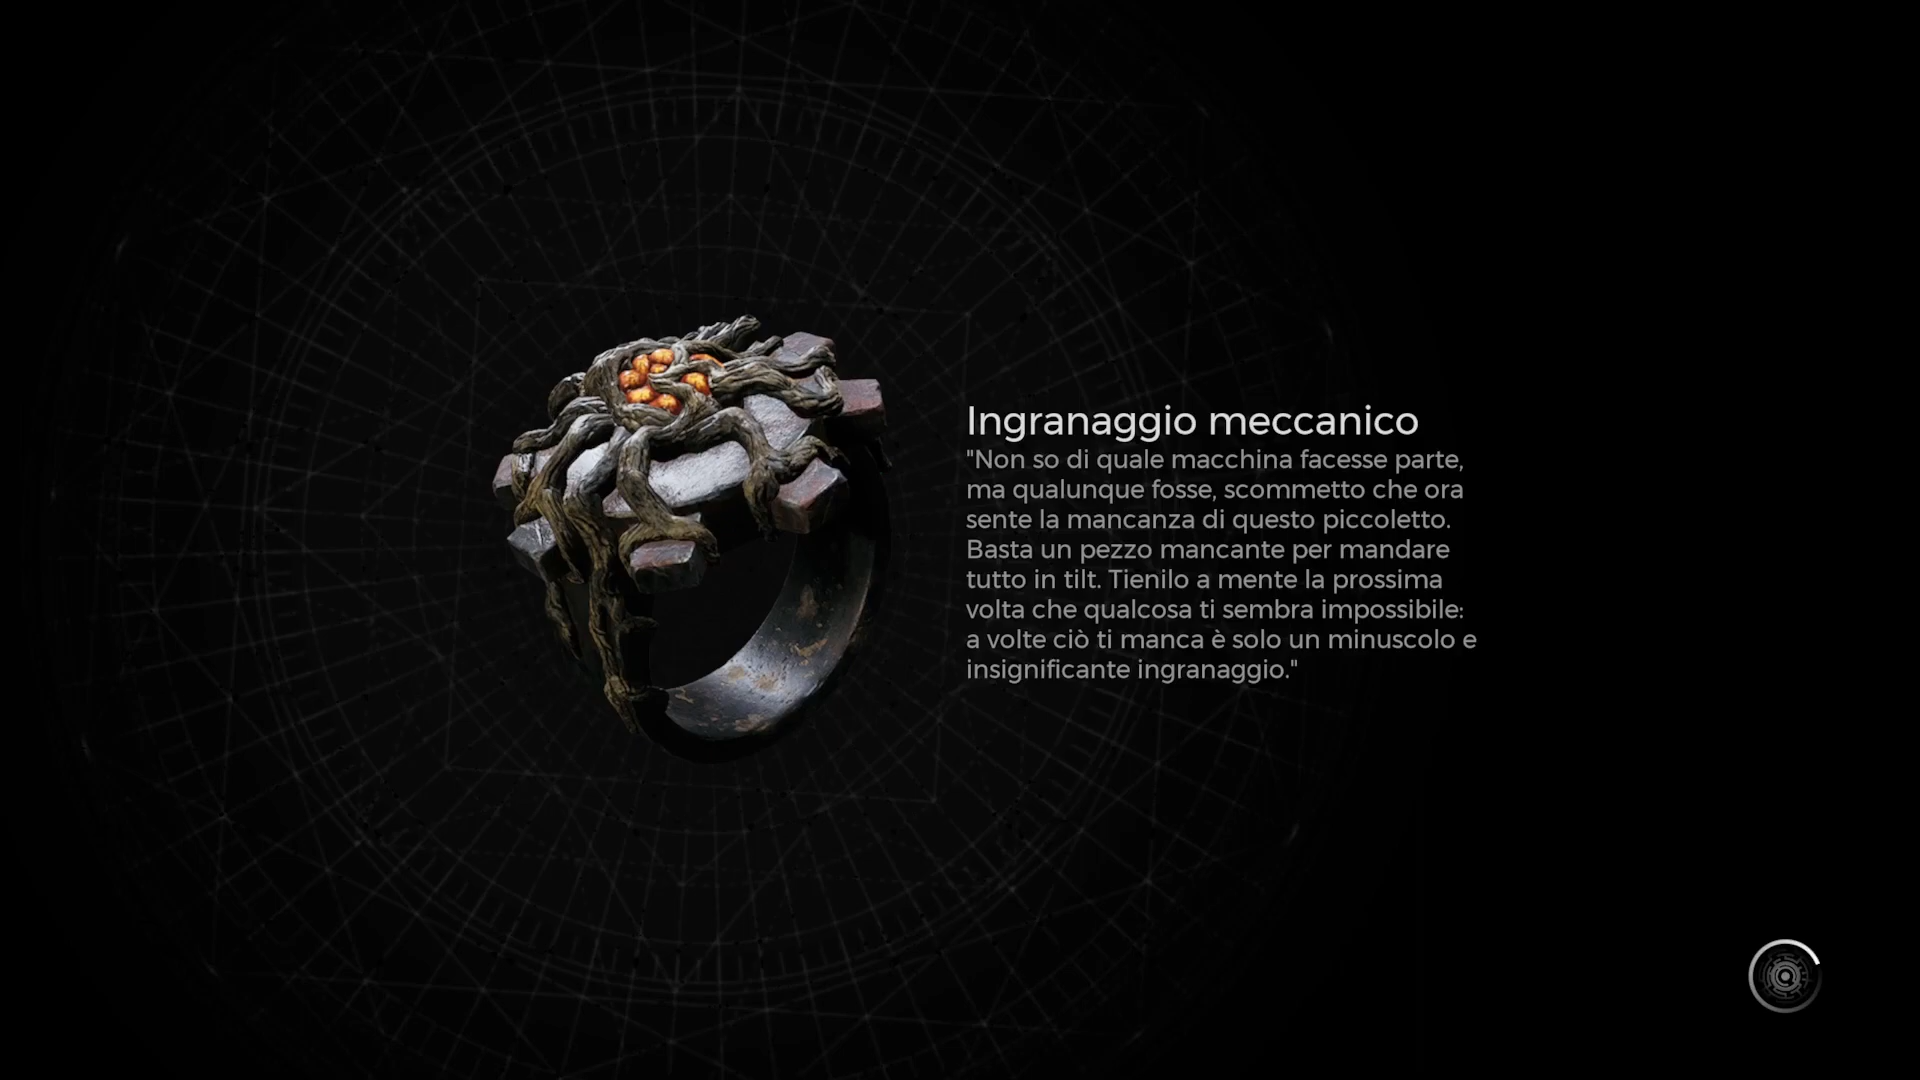 Ingranaggio meccanico
"Non so di quale macchina facesse parte,
ma qualunque fosse, scommetto che ora
sente la mancanza di questo piccoletto.
Basta un pezzo mancante per mandare
tutto in tilt. Tienilo a mente la prossima
volta che qualcosa ti sembra impossibile:
a volte ciò ti manca è solo un minuscolo e
insignificante ingranaggio."